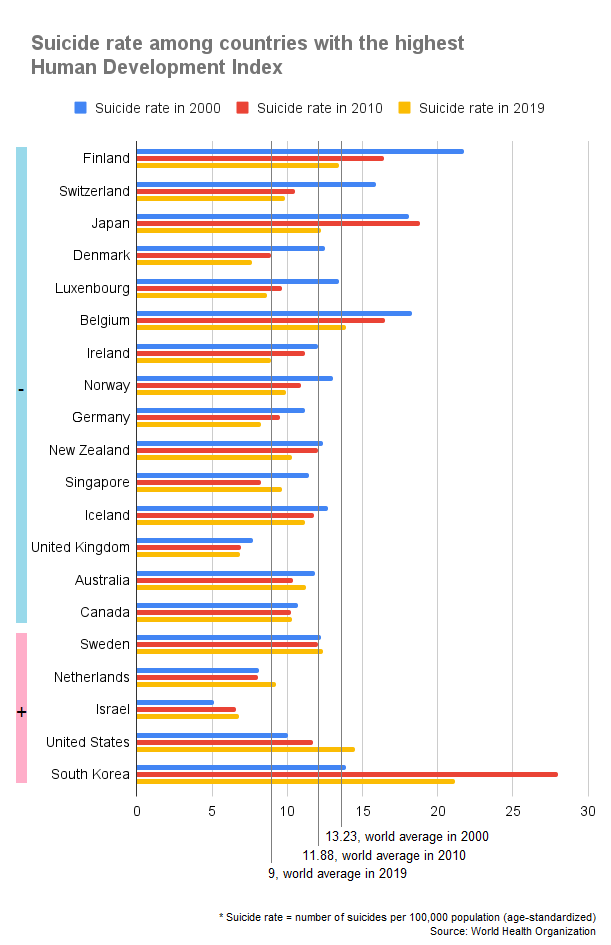 Suicide rate among countries with the highest
Human Development Index
Suicide rate in 2000 Suicide rate in 2010 Suicide rate in 2019
Finland
Switzerland
Japan
Denmark
Luxenbourg
Belgium
Ireland
-
Norway
Germany
New Zealand
Singapore
Iceland
United Kingdom
Australia
Canada
Sweden
Netherlands
Israel
+
United States
South Korea
0 5 10 15 20 25 30
13.23, world average in 2000
11.88, world average in 2010
9, world average in 2019
* Suicide rate = number of suicides per 100,000 population (age-standardized)
Source: World Health Organization